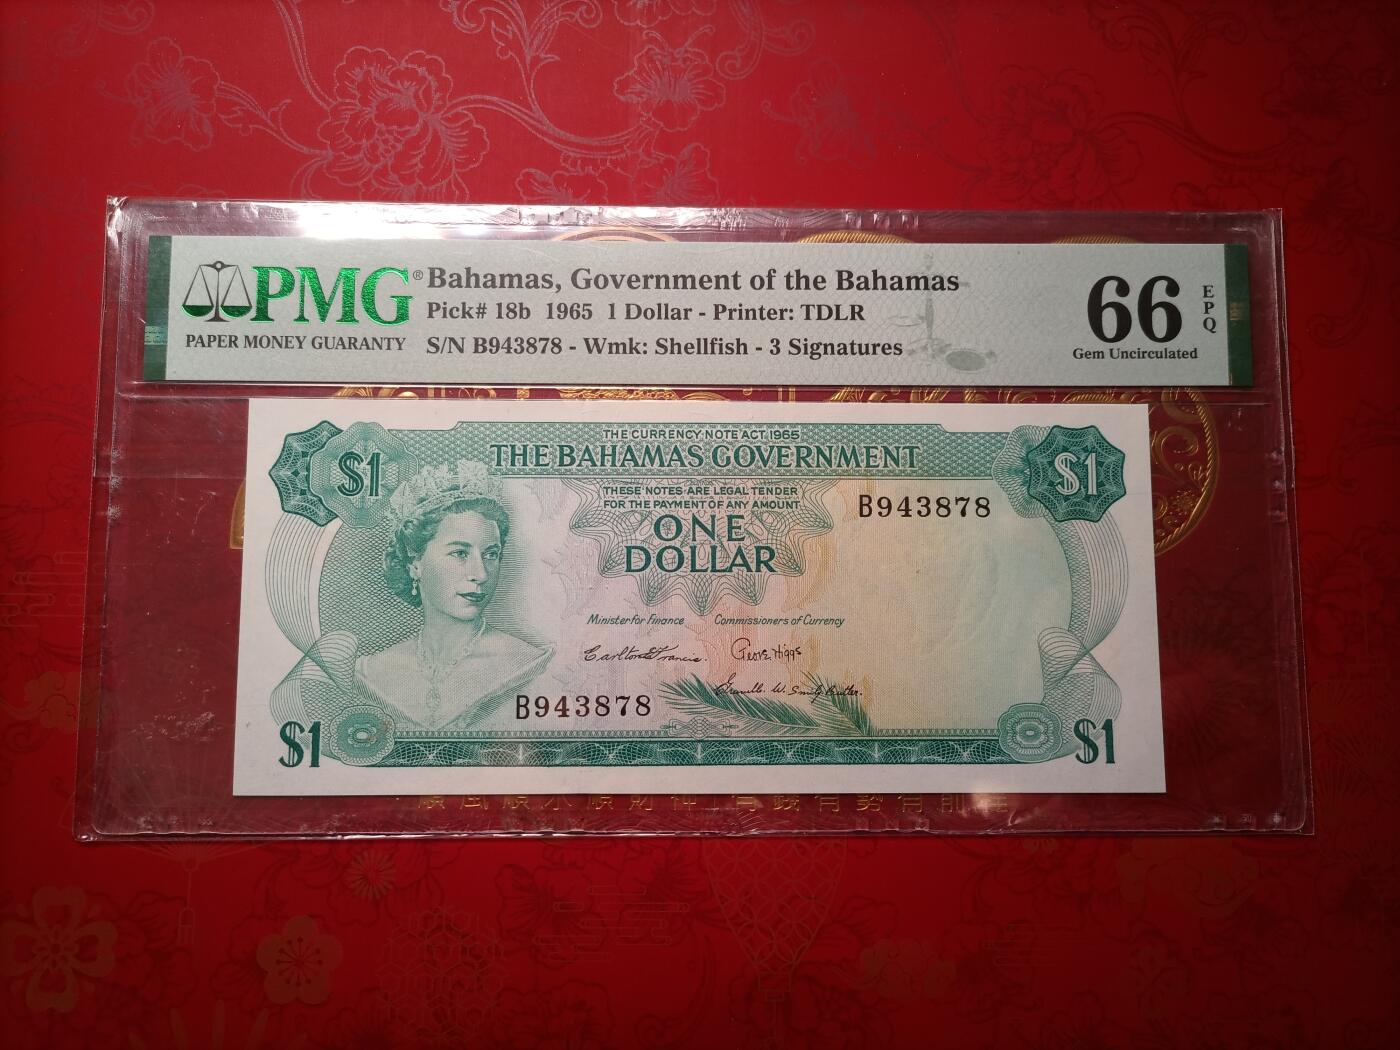 PMG®
PAPER MONEY GUARANTY
Bahamas, Government of the Bahamas
Pick# 18b 1965 1 Dollar - Printer: TDLR
S/N B943878 - Wmk: Shellfish - 3 Signatures
66
EPQ
Gem Uncirculated
THE CURRENCY NOTE ACT 1965
THE BAHAMAS GOVERNMENT
$1
$1
THESE NOTES ARE LEGAL TENDER
FOR THE PAYMENT OF ANY AMOUNT
B943878
ONE
DOLLAR
Minister for Finance
Commissioners of Currency
Carlton E Francis.
B943878
$1
$1